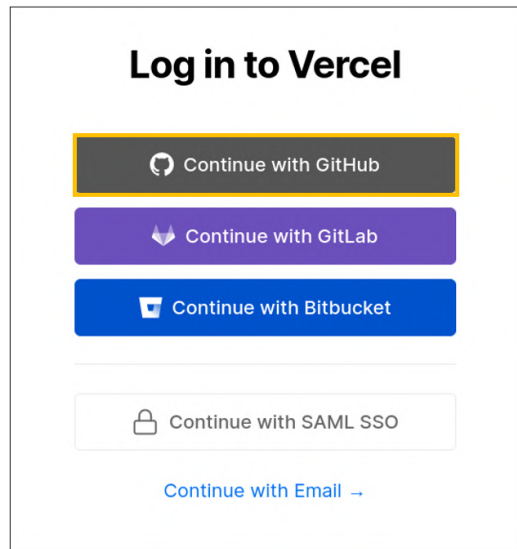 Log in to Vercel
Continue with GitHub
Continue with GitLab
Continue with Bitbucket
Continue with SAML SSO
Continue with Email →